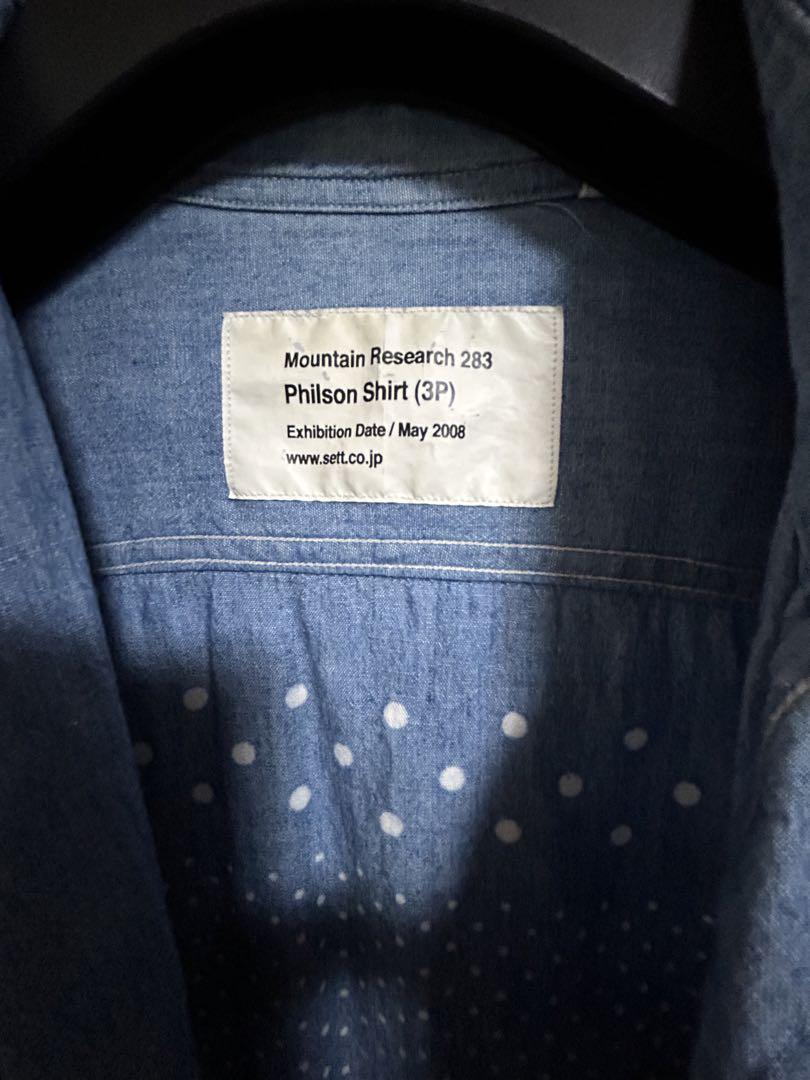 Mountain Research 283
Philson Shirt (3P)
Exhibition Date / May 2008
www.sett.co.jp